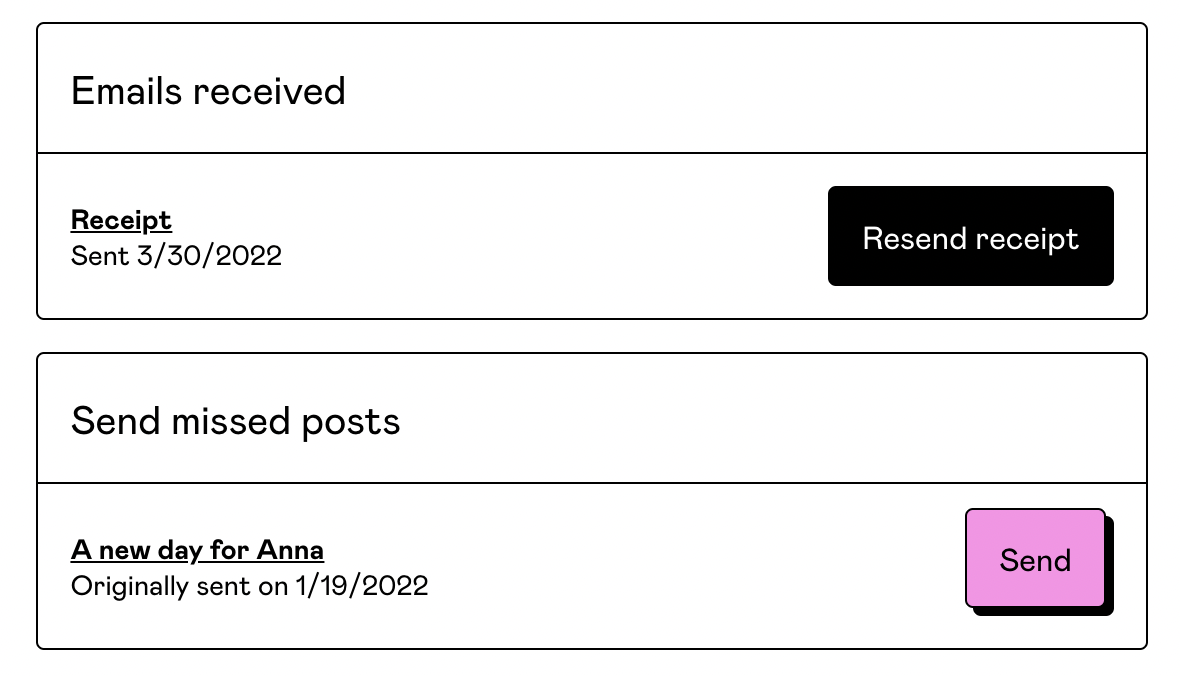 Emails received
Receipt
Sent 3/30/2022
Resend receipt
Send missed posts
A new day for Anna
Originally sent on 1/19/2022
Send